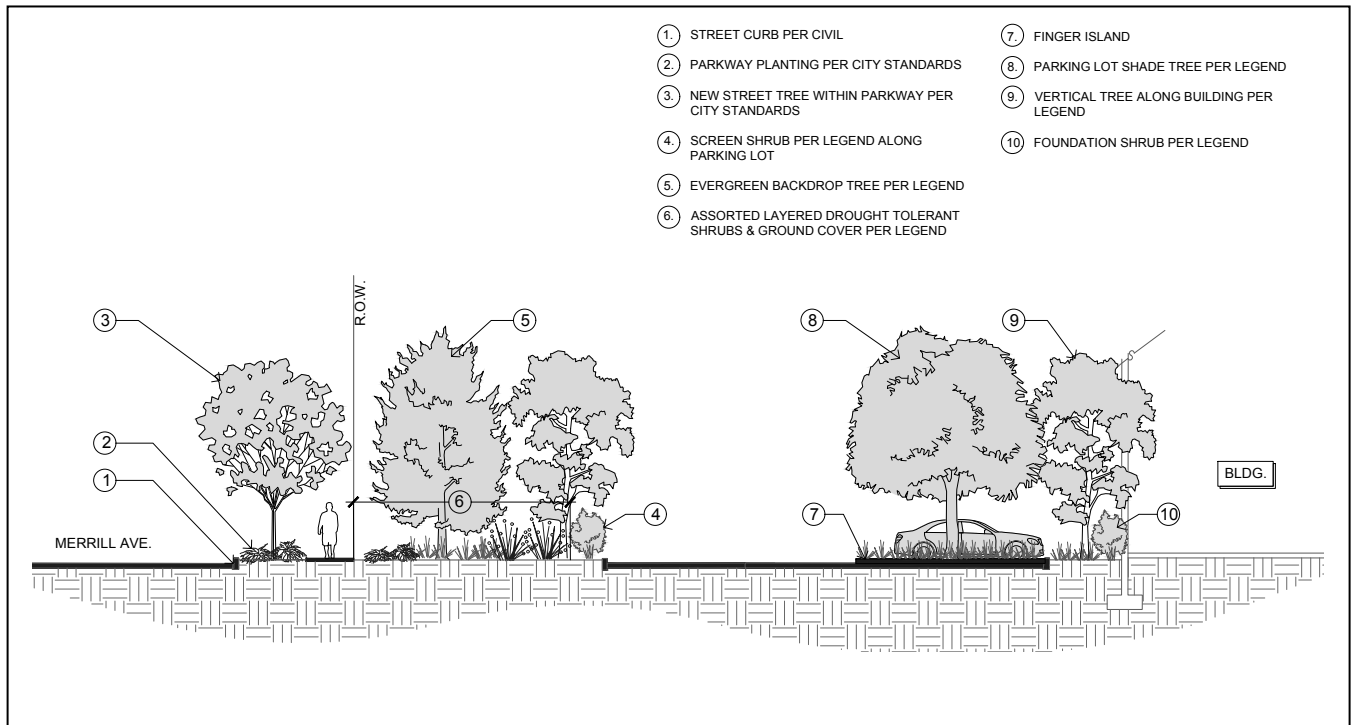 1. STREET CURB PER CIVIL
2. PARKWAY PLANTING PER CITY STANDARDS
3. NEW STREET TREE WITHIN PARKWAY PER
CITY STANDARDS
4. SCREEN SHRUB PER LEGEND ALONG
PARKING LOT
5. EVERGREEN BACKDROP TREE PER LEGEND
6. ASSORTED LAYERED DROUGHT TOLERANT
SHRUBS & GROUND COVER PER LEGEND
7. FINGER ISLAND
8. PARKING LOT SHADE TREE PER LEGEND
9. VERTICAL TREE ALONG BUILDING PER
LEGEND
10 FOUNDATION SHRUB PER LEGEND
R.O.W.
3
5
8
9
2
1
6
4
7
10
BLDG.
MERRILL AVE.